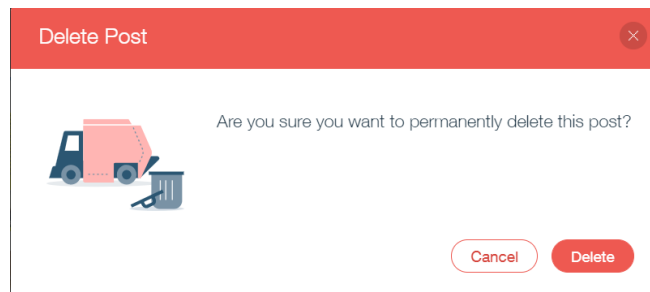 Delete Post
Are you sure you want to permanently delete this post?
Cancel
Delete